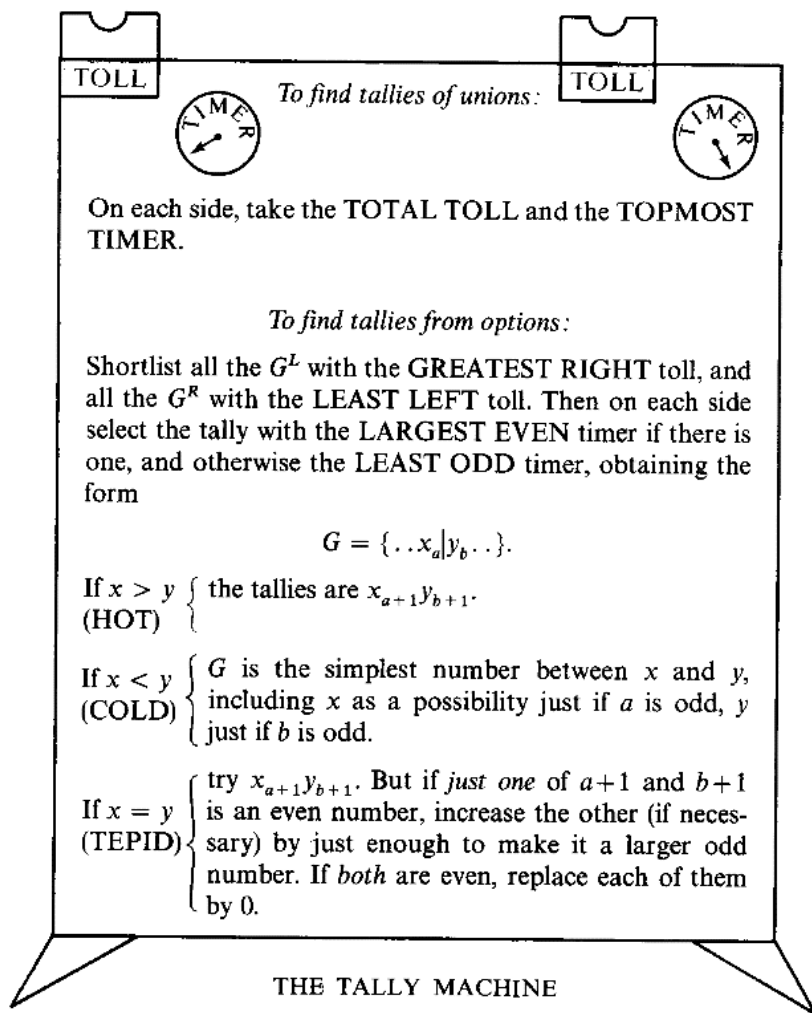 TOLL
TOLL
To find tallies of unions:
TIMER
TIMER
On each side, take the TOTAL TOLL and the TOPMOST
TIMER.
To find tallies from options:
Shortlist all the G^L with the GREATEST RIGHT toll, and
all the G^R with the LEAST LEFT toll. Then on each side
select the tally with the LARGEST EVEN timer if there is
one, and otherwise the LEAST ODD timer, obtaining the
form
G = {..x_a|y_b..}.
If x > y { the tallies are x_{a+1}y_{b+1}.
(HOT)
If x < y { G is the simplest number between x and y,
(COLD) including x as a possibility just if a is odd, y
just if b is odd.
try x_{a+1}y_{b+1}. But if just one of a+1 and b+1
If x = y { is an even number, increase the other (if neces-
(TEPID) sary) by just enough to make it a larger odd
number. If both are even, replace each of them
by 0.
THE TALLY MACHINE